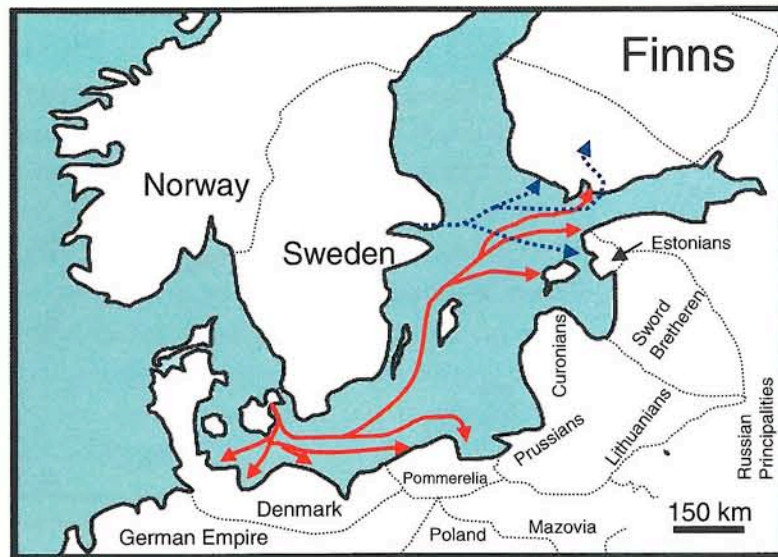 Finns
Norway
Sweden
Estonians
Sword
Bretheren
Curonians
Prussians
Lithuanians
Russian
Principalities
Pommerelia
Denmark
150 km
German Empire
Poland
Mazovia